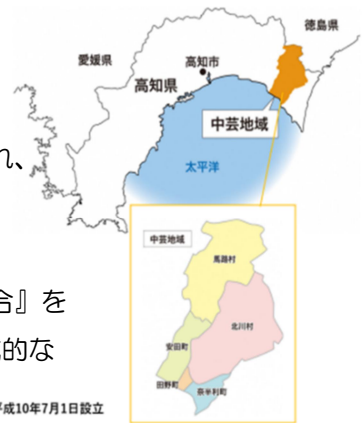 徳島県
愛媛県
高知市
高知県
中芸地域
れ、
太平洋
中芸地域
馬路村
合』を
北川村
安田町
的な
田野町
奈半利町
平成10年7月1日設立